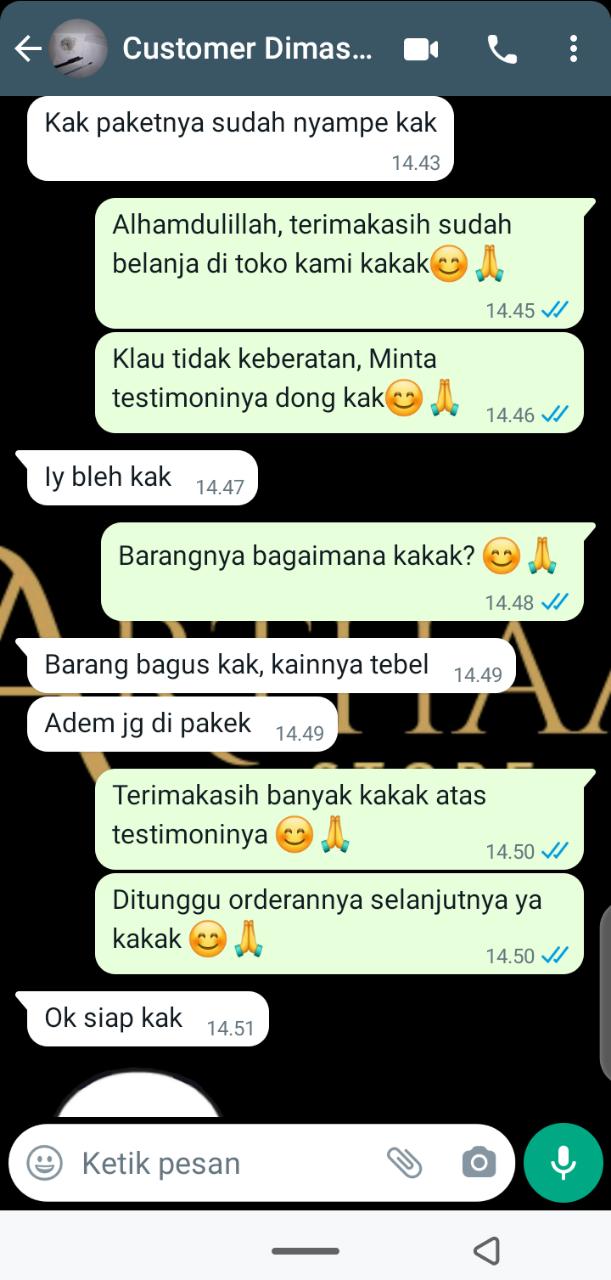 Customer Dimas...
Kak paketnya sudah nyampe kak
14.43
Alhamdulillah, terimakasih sudah
belanja di toko kami kakak😊🙏
14.45
Klau tidak keberatan, Minta
testimoninya dong kak😊🙏
14.46
Iy bleh kak 14.47
Barangnya bagaimana kakak? 😊🙏
14.48
Barang bagus kak, kainnya tebel 14.49
Adem jg di pakek 14.49
STORE
Terimakasih banyak kakak atas
testimoninya 😊🙏
14.50
Ditunggu orderannya selanjutnya ya
kakak 😊🙏
14.50
Ok siap kak 14.51
Ketik pesan